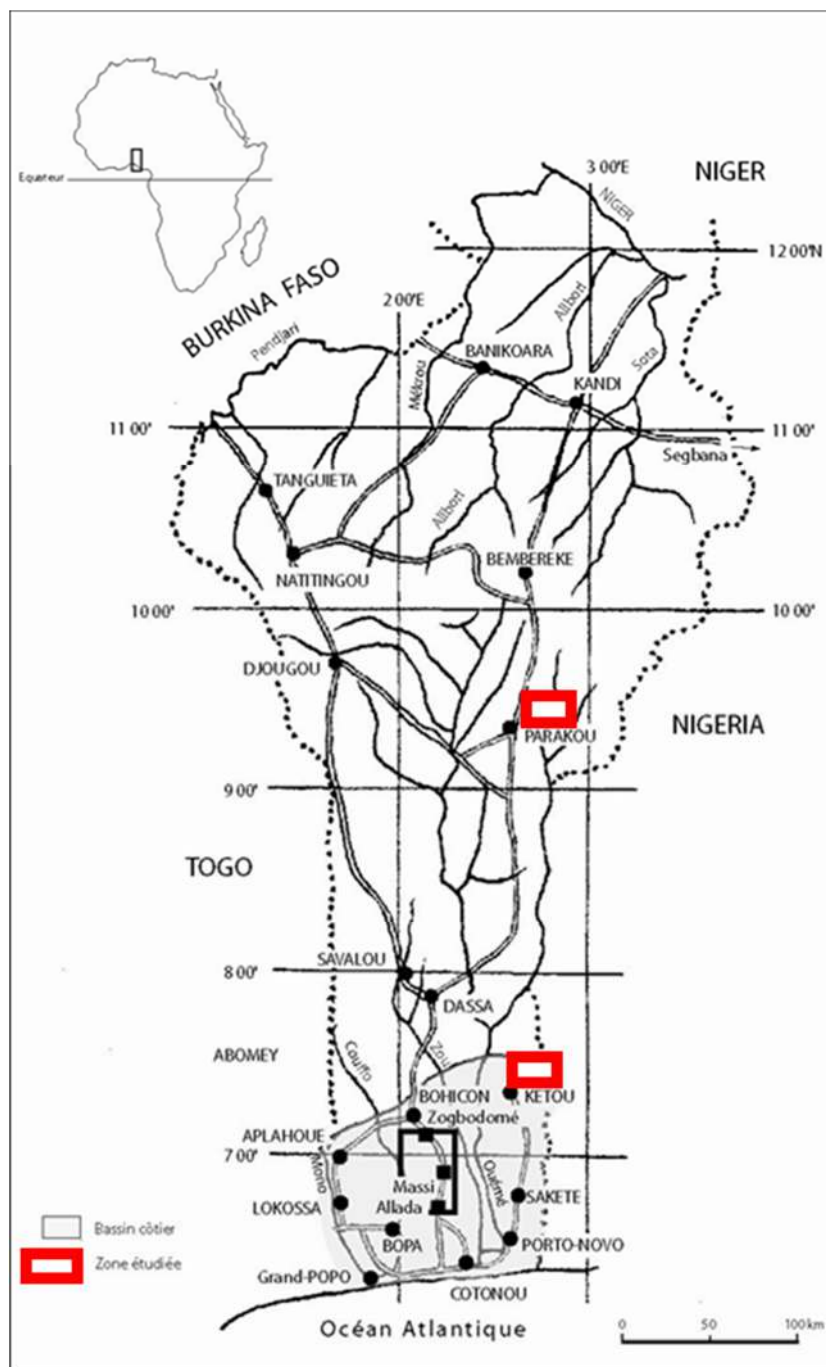 Equateur
3 00'E
NIGER
NIGER
12 00'N
BURKINA FASO
2 00'E
Pendjari
Mékrou
Alibori
BANIKOARA
Sota
KANDI
11 00'
11 00'
Segbana
TANGUIETA
Alibori
BEMBEREKE
NATITINGOU
10 00'
10 00'
DJOUGOU
NIGERIA
PARAKOU
9 00'
TOGO
SAVALOU
8 00'
DASSA
ABOMEY
Couffo
Zou
KETOU
BOHICON
Zogbodomé
APLAHOUE
7 00'
Mono
Massi
Ouémé
SAKETE
LOKOSSA
Allada
Bassin côtier
BOPA
PORTO-NOVO
Zone étudiée
Grand-POPO
COTONOU
Océan Atlantique
0 50 100 km